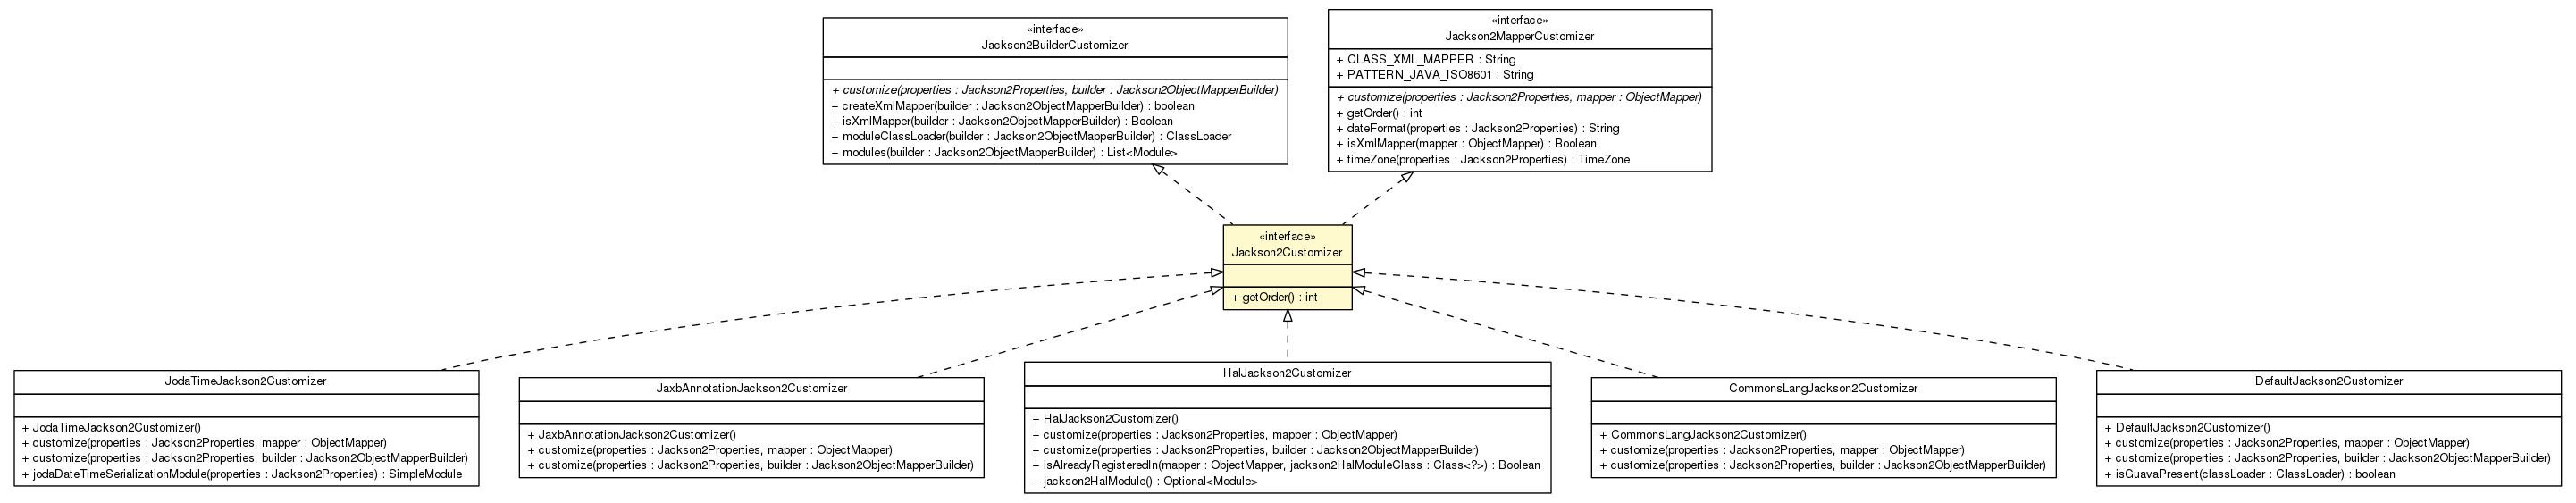 «interface»
Jackson2BuilderCustomizer
+ customize(properties : Jackson2Properties, builder : Jackson2ObjectMapperBuilder)
+ createXmlMapper(builder : Jackson2ObjectMapperBuilder) : boolean
+ isXmlMapper(builder : Jackson2ObjectMapperBuilder) : Boolean
+ moduleClassLoader(builder : Jackson2ObjectMapperBuilder) : ClassLoader
+ modules(builder : Jackson2ObjectMapperBuilder) : List<Module>
«interface»
Jackson2MapperCustomizer
+ CLASS_XML_MAPPER : String
+ PATTERN_JAVA_ISO8601 : String
+ customize(properties : Jackson2Properties, mapper : ObjectMapper)
+ getOrder() : int
+ dateFormat(properties : Jackson2Properties) : String
+ isXmlMapper(mapper : ObjectMapper) : Boolean
+ timeZone(properties : Jackson2Properties) : TimeZone
«interface»
Jackson2Customizer
+ getOrder() : int
JodaTimeJackson2Customizer
+ JodaTimeJackson2Customizer()
+ customize(properties : Jackson2Properties, mapper : ObjectMapper)
+ customize(properties : Jackson2Properties, builder : Jackson2ObjectMapperBuilder)
+ jodaDateTimeSerializationModule(properties : Jackson2Properties) : SimpleModule
JaxbAnnotationJackson2Customizer
+ JaxbAnnotationJackson2Customizer()
+ customize(properties : Jackson2Properties, mapper : ObjectMapper)
+ customize(properties : Jackson2Properties, builder : Jackson2ObjectMapperBuilder)
HalJackson2Customizer
+ HalJackson2Customizer()
+ customize(properties : Jackson2Properties, mapper : ObjectMapper)
+ customize(properties : Jackson2Properties, builder : Jackson2ObjectMapperBuilder)
+ isAlreadyRegisteredIn(mapper : ObjectMapper, jackson2HalModuleClass : Class<?>) : Boolean
+ jackson2HalModule() : Optional<Module>
CommonsLangJackson2Customizer
+ CommonsLangJackson2Customizer()
+ customize(properties : Jackson2Properties, mapper : ObjectMapper)
+ customize(properties : Jackson2Properties, builder : Jackson2ObjectMapperBuilder)
DefaultJackson2Customizer
+ DefaultJackson2Customizer()
+ customize(properties : Jackson2Properties, mapper : ObjectMapper)
+ customize(properties : Jackson2Properties, builder : Jackson2ObjectMapperBuilder)
+ isGuavaPresent(classLoader : ClassLoader) : boolean